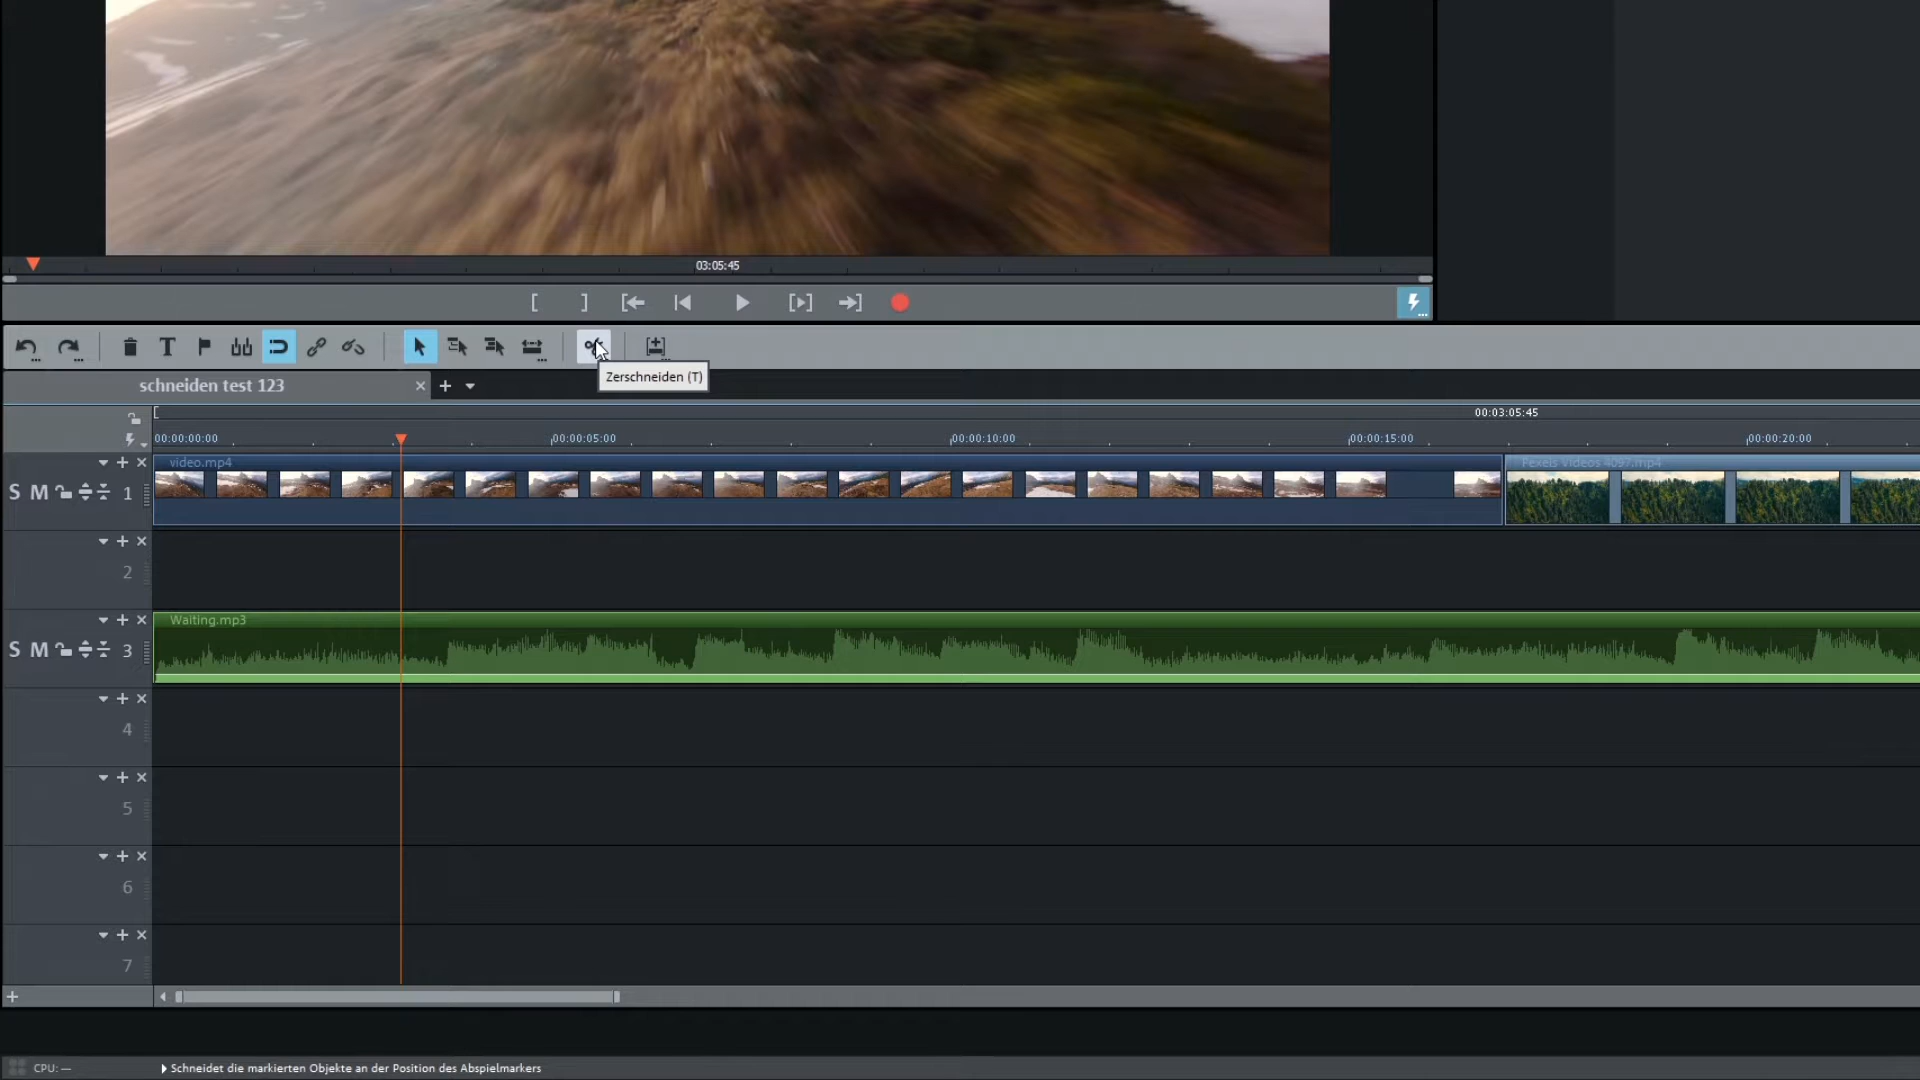 03:05:45
Zerschneiden (T)
schneiden test 123
00:03:05:45
00:00:00:00
00:00:05:00
00:00:10:00
00:00:15:00
00:00:20:00
video.mp4
Pexels Videos 4097.mp4
S M 1
2
Waiting.mp3
S M 3
4
5
6
7
CPU: —
Schneidet die markierten Objekte an der Position des Abspielmarkers